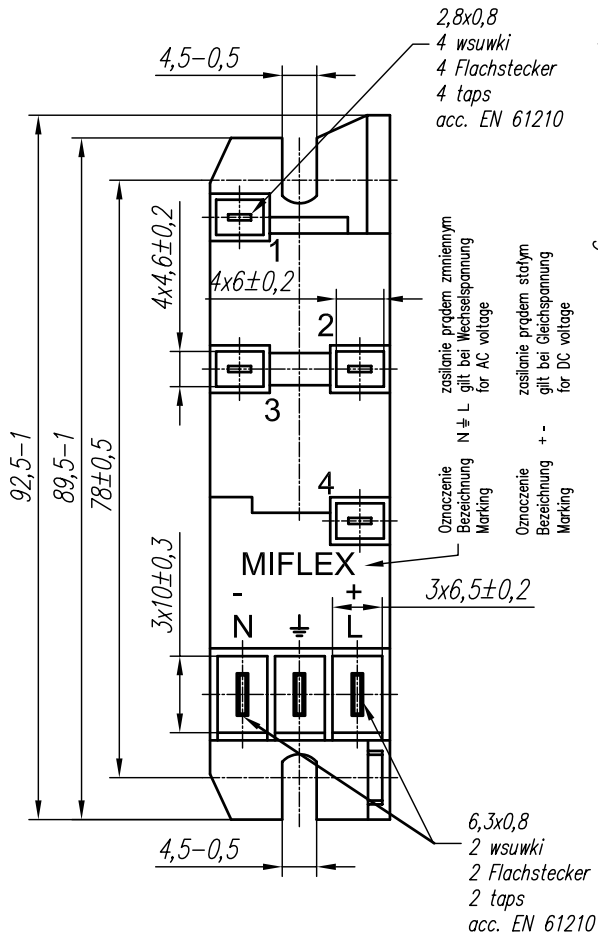 2,8x0,8
4 wsuwki
4 Flachstecker
4 taps
acc. EN 61210
4,5-0,5
92,5-1
89,5-1
78±0,5
4x4,6±0,2
4x6±0,2
1
2
3
4
zasilanie prądem zmniennym
gilt bei Wechselspannung
for AC voltage
N ⏚ L
Oznaczenie
Bezeichnung
Marking
zasilanie prądem stałym
gilt bei Gleichspannung
for DC voltage
+ -
Oznaczenie
Bezeichnung
Marking
MIFLEX
- +
N ⏚ L
3x10±0,3
3x6,5±0,2
4,5-0,5
6,3x0,8
2 wsuwki
2 Flachstecker
2 taps
acc. EN 61210